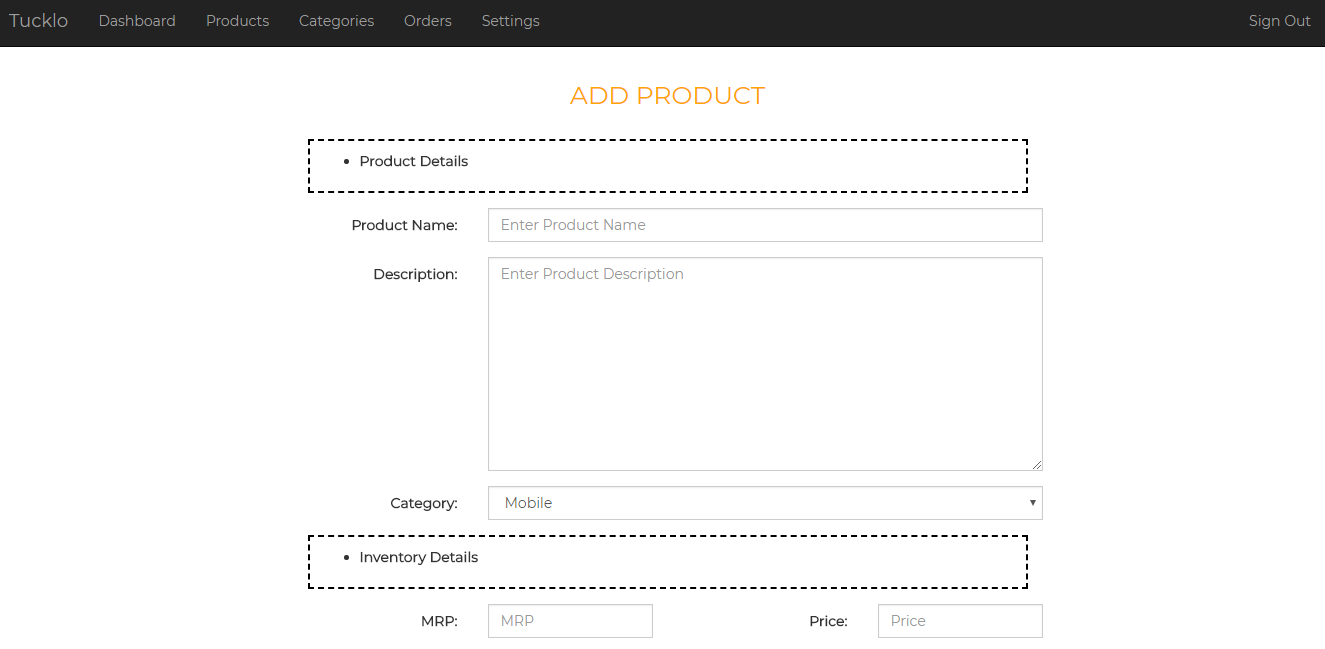 Tucklo Dashboard Products Categories Orders Settings Sign Out
ADD PRODUCT
• Product Details
Product Name: Enter Product Name
Description: Enter Product Description
Category: Mobile
• Inventory Details
MRP: MRP Price: Price